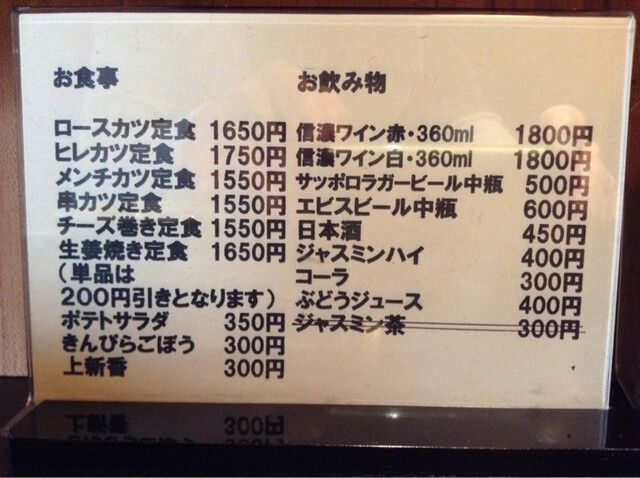 お食事
ロースカツ定食 1650円
ヒレカツ定食 1750円
メンチカツ定食 1550円
串カツ定食 1550円
チーズ巻き定食 1550円
生姜焼き定食 1650円
（単品は
200円引きとなります）
ポテトサラダ 350円
きんぴらごぼう 300円
上新香 300円
お飲み物
信濃ワイン赤・360ml 1800円
信濃ワイン白・360ml 1800円
サッポロラガービール中瓶 500円
エビスビール中瓶 600円
日本酒 450円
ジャスミンハイ 400円
コーラ 300円
ぶどうジュース 400円
ジャスミン茶 300円